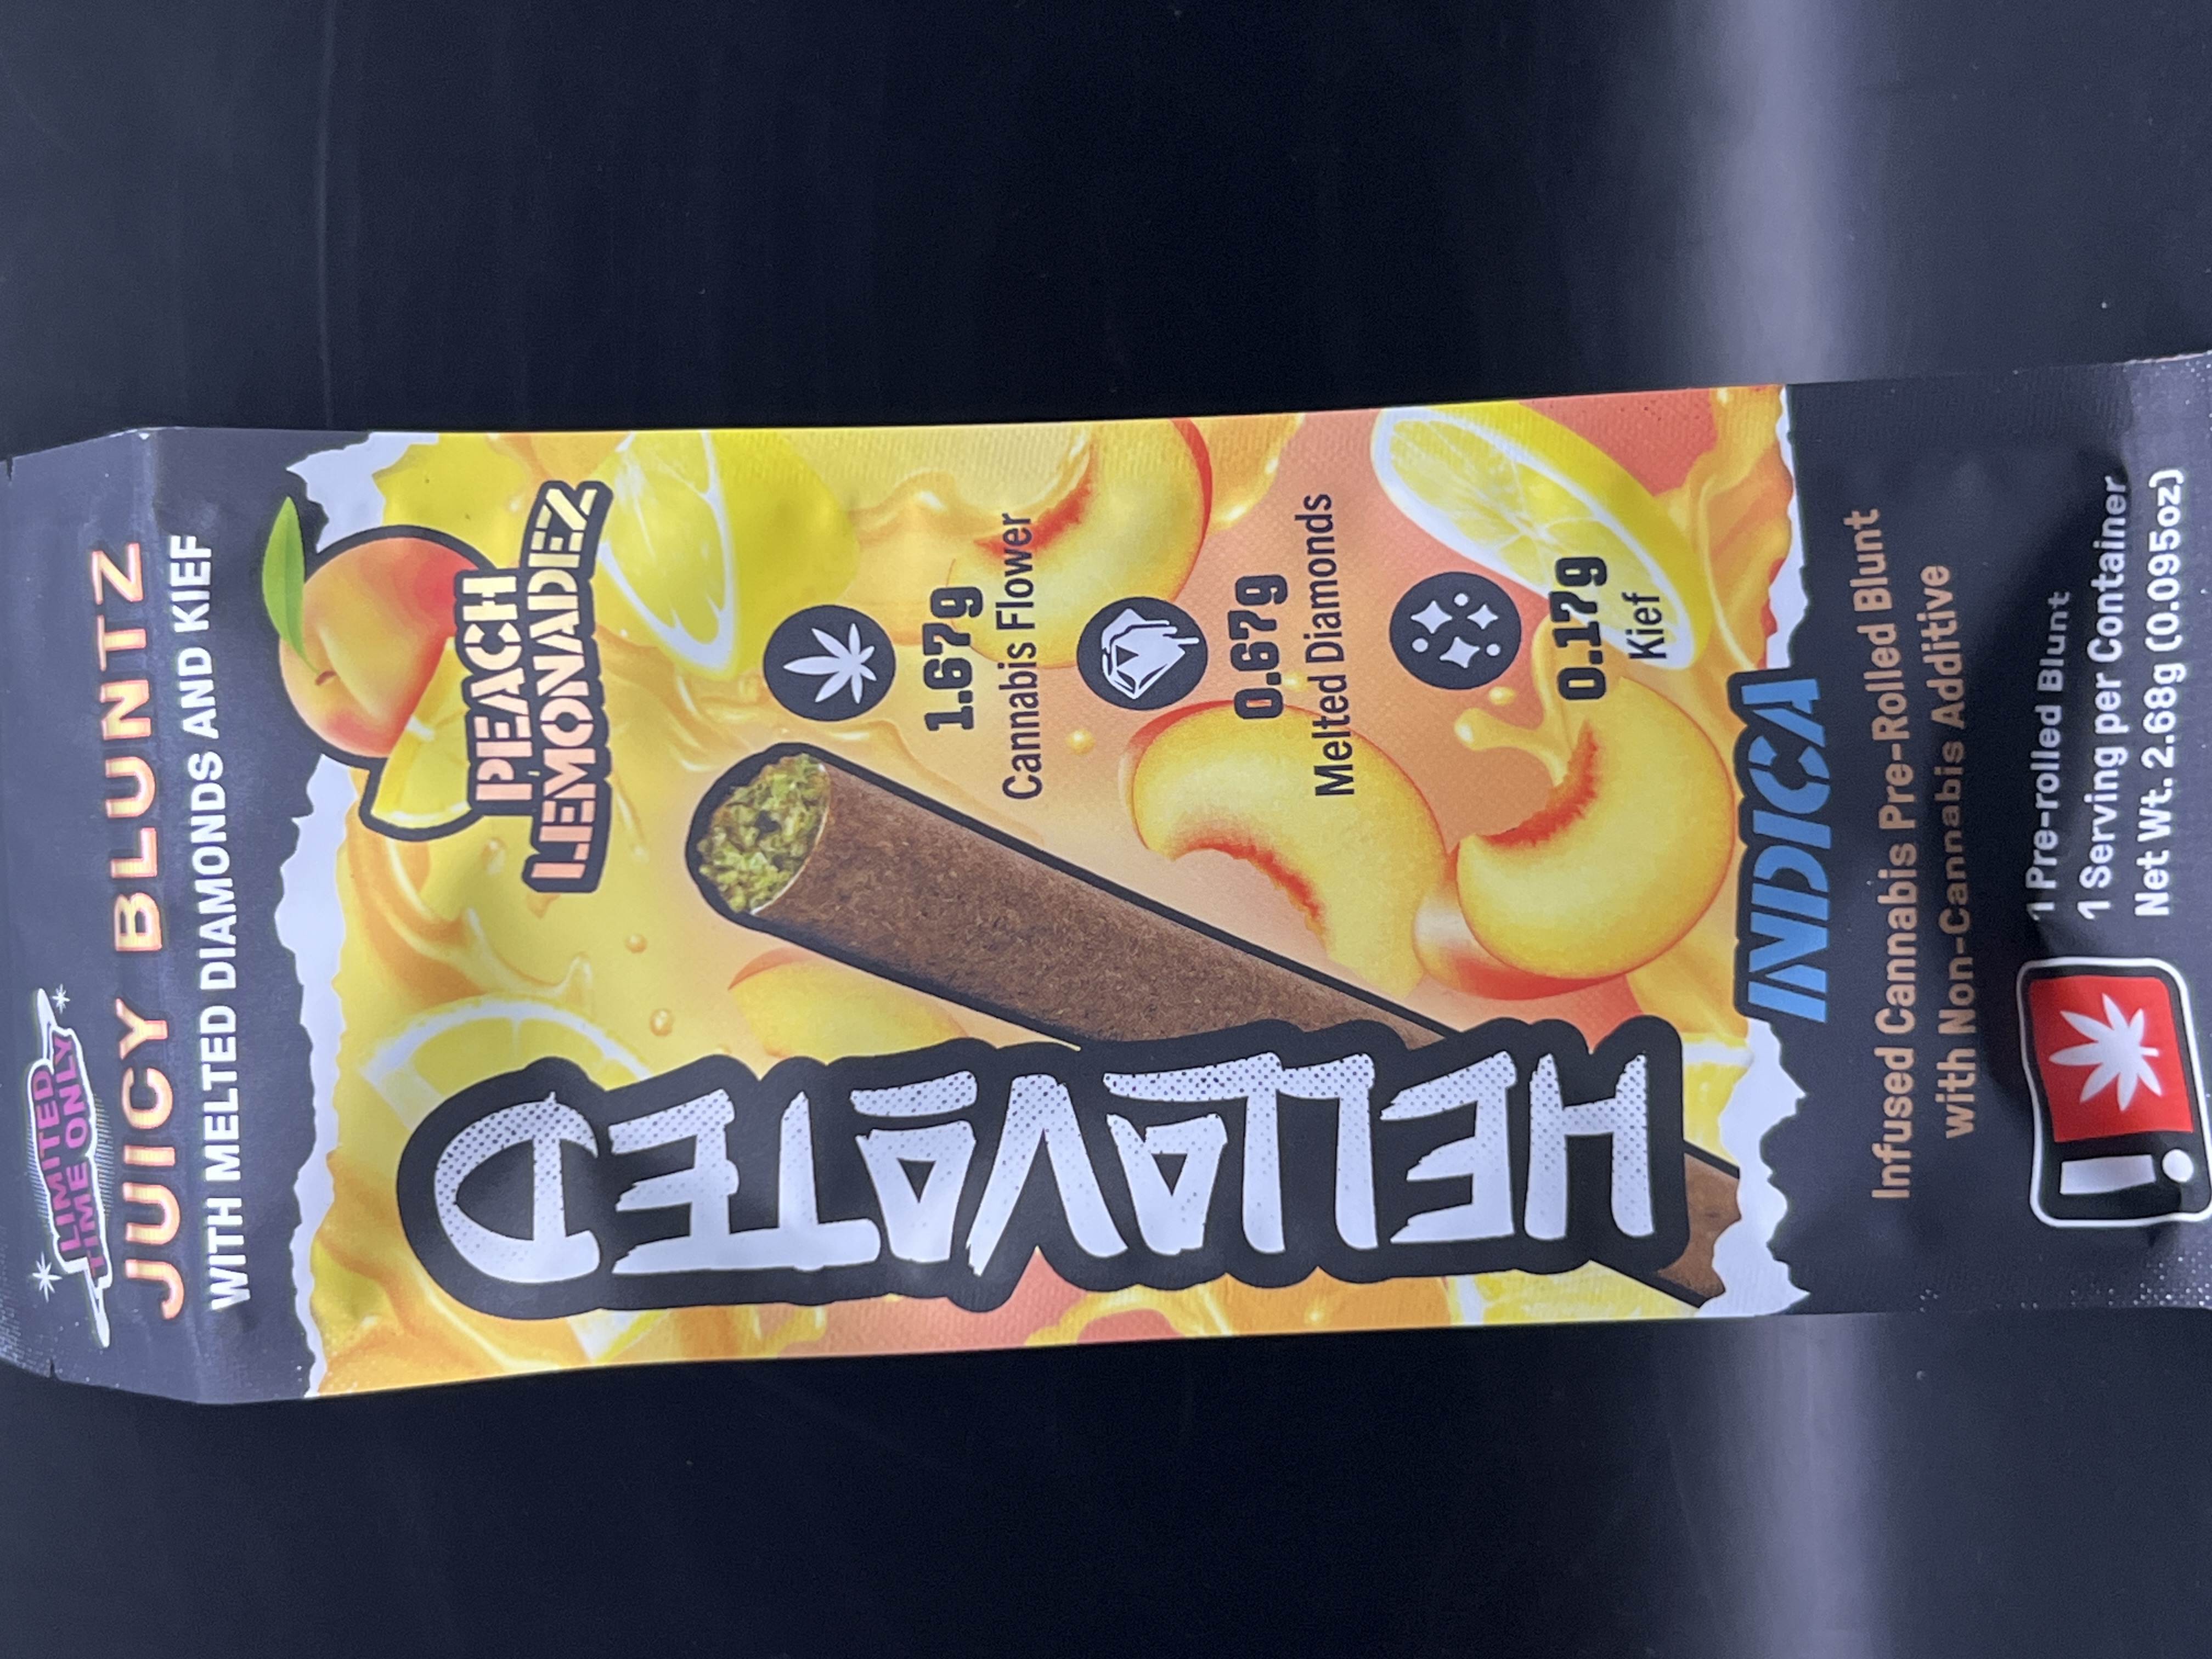 LIMITED
TIME ONLY
JUICY BLUNTZ
WITH MELTED DIAMONDS AND KIEF
PEACH
LEMONADEZ
HELLAVATED
1.67g
Cannabis Flower
0.67g
Melted Diamonds
0.17g
Kief
INDICA
Infused Cannabis Pre-Rolled Blunt
with Non-Cannabis Additive
!
1 Pre-rolled Blunt
1 Serving per Container
Net Wt. 2.68g (0.095oz)